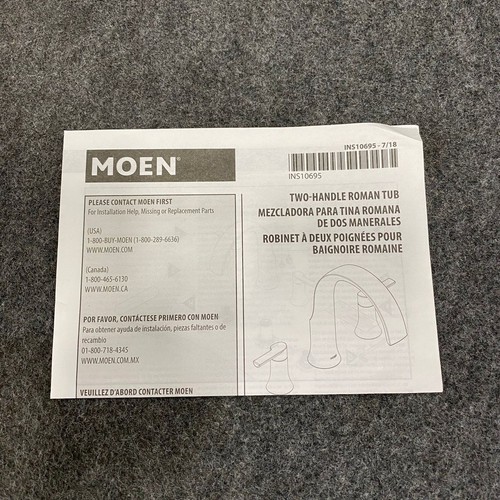 MOEN®
INS10695 - 7/18
INS10695
PLEASE CONTACT MOEN FIRST
For Installation Help, Missing or Replacement Parts
(USA)
1-800-BUY-MOEN (1-800-289-6636)
WWW.MOEN.COM
(Canada)
1-800-465-6130
WWW.MOEN.CA
POR FAVOR, CONTÁCTESE PRIMERO CON MOEN
Para obtener ayuda de instalación, piezas faltantes o de
recambio
01-800-718-4345
WWW.MOEN.COM.MX
VEUILLEZ D'ABORD CONTACTER MOEN
TWO-HANDLE ROMAN TUB
MEZCLADORA PARA TINA ROMANA
DE DOS MANERALES
ROBINET À DEUX POIGNÉES POUR
BAIGNOIRE ROMAINE